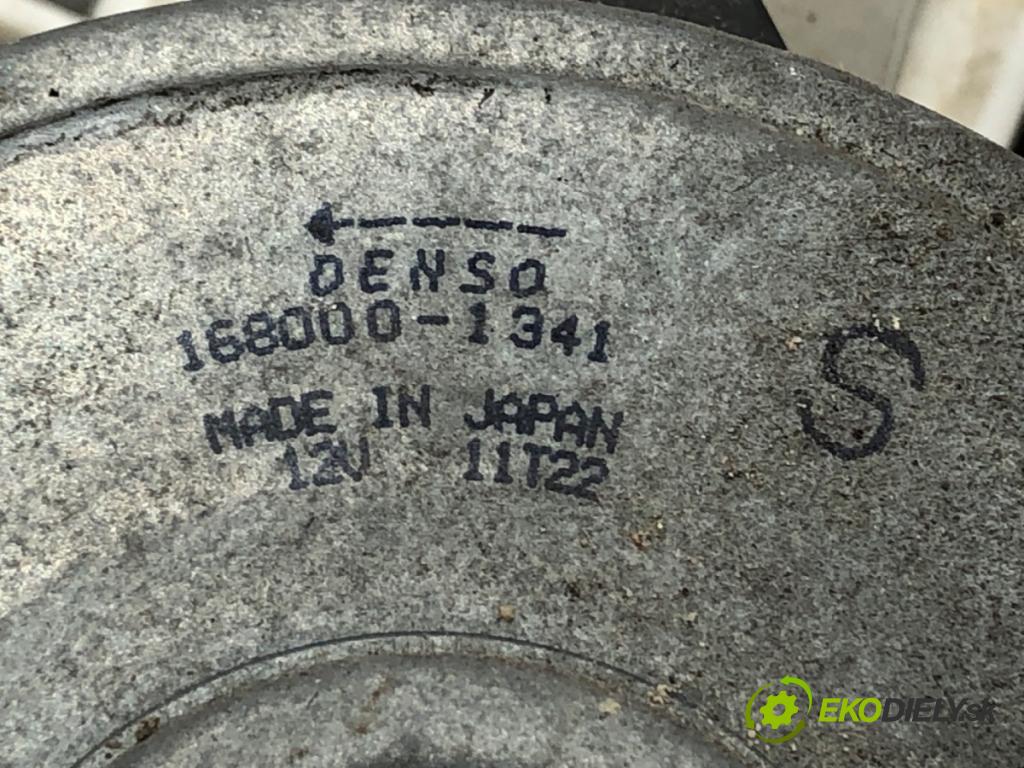 DENSO
168000-1341
MADE IN JAPAN
12V 11T22
S
EKODIELY.sk